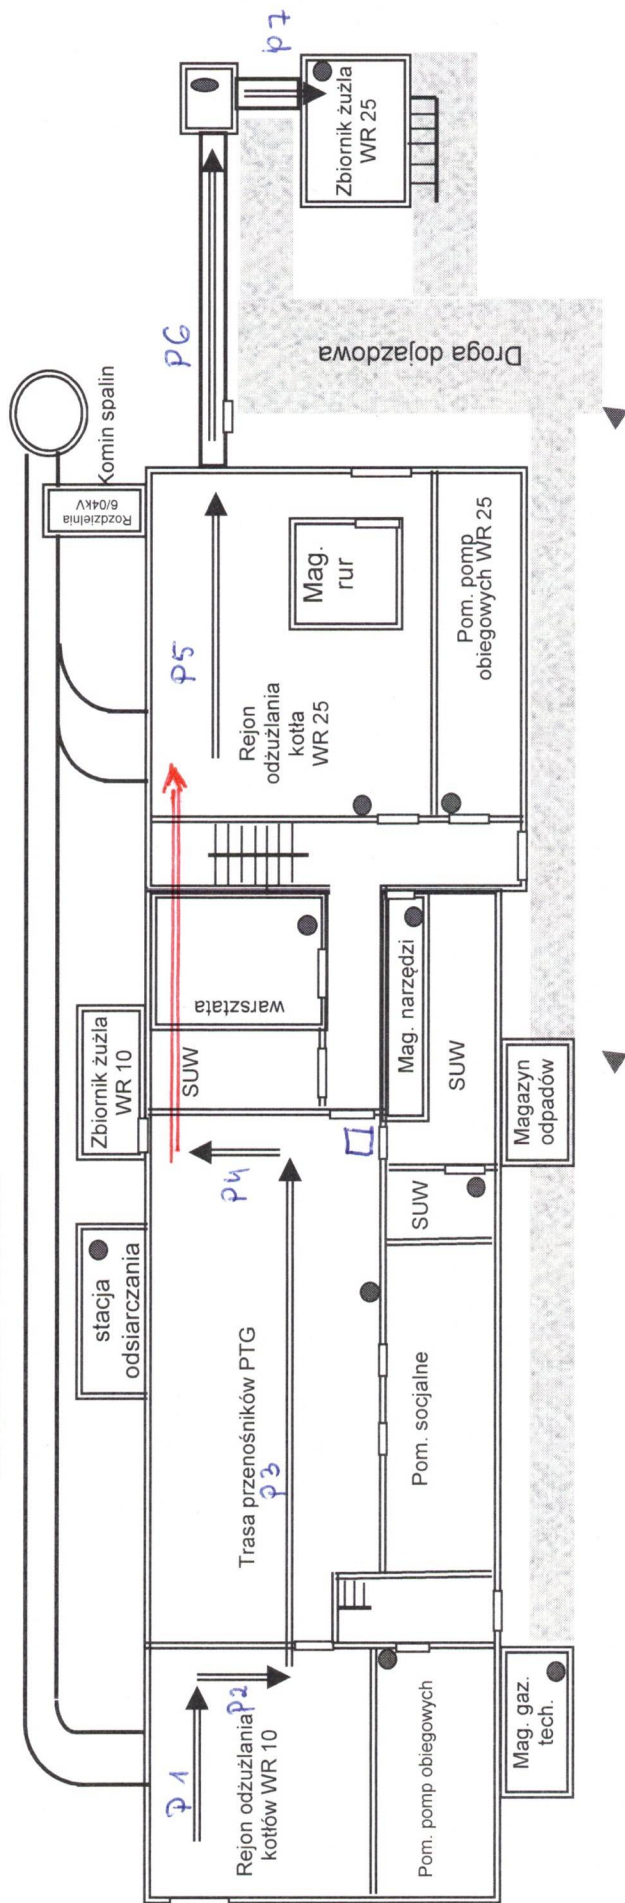 Komin spalin
Rozdzielnia
6/04kV
Zbiornik żużla
WR 10
stacja
odsiarczania
P7
P6
P5
P4
P3
P1
P2
Zbiornik żużla
WR 25
Droga dojazdowa
Rejon
odżużlania
kotła
WR 25
Mag.
rur
Pom. pomp
obiegowych WR 25
warsztata
SUW
Mag. narzędzi
SUW
SUW
Magazyn
odpadów
Trasa przenośników PTG
Pom. socjalne
Rejon odżużlania
kotłów WR 10
Pom. pomp obiegowych
Mag. gaz.
tech.